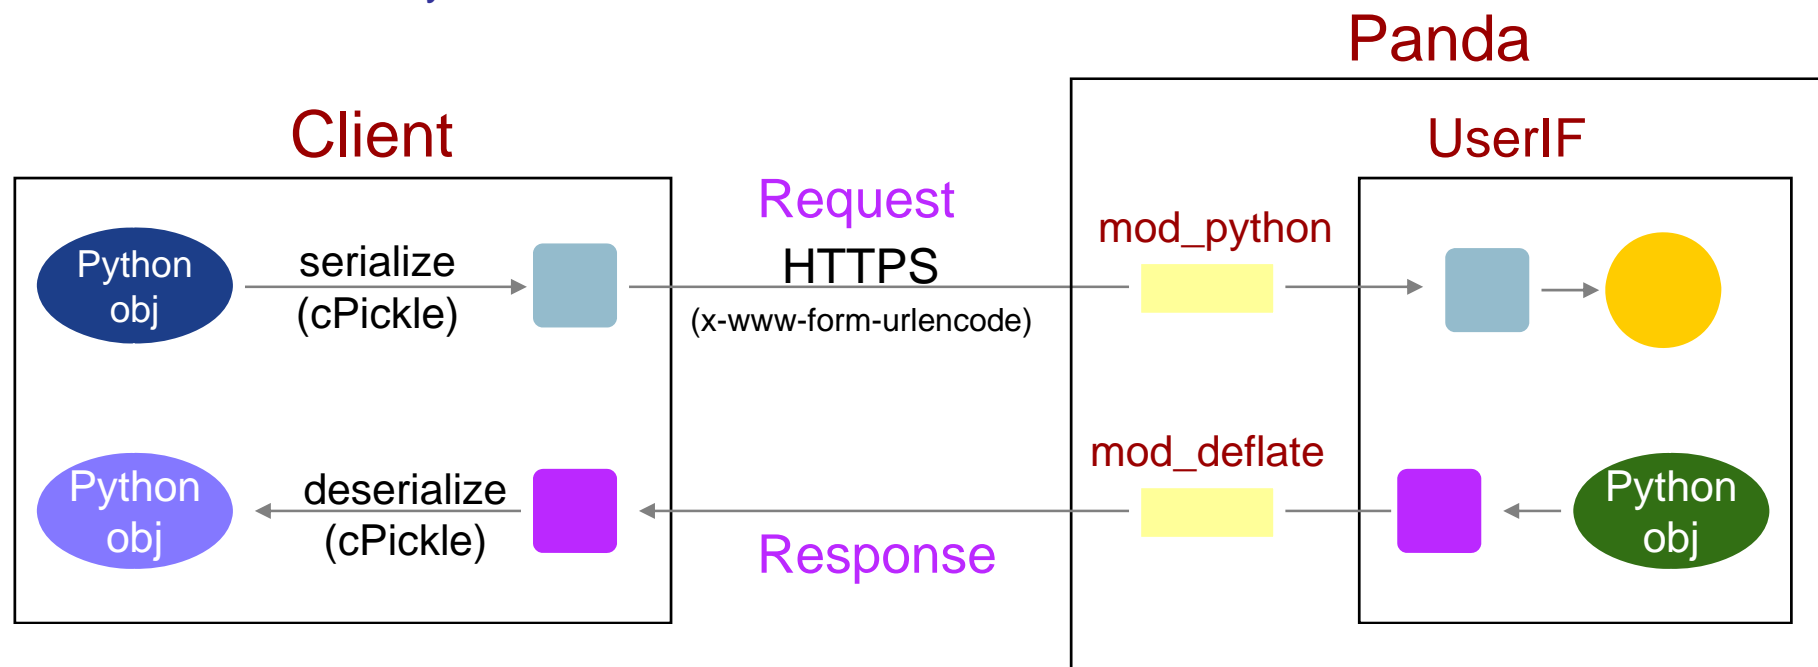 Panda
Client
UserIF
Request
mod_python
Python
obj
serialize
(cPickle)
HTTPS
(x-www-form-urlencode)
mod_deflate
Python
obj
deserialize
(cPickle)
Response
Python
obj